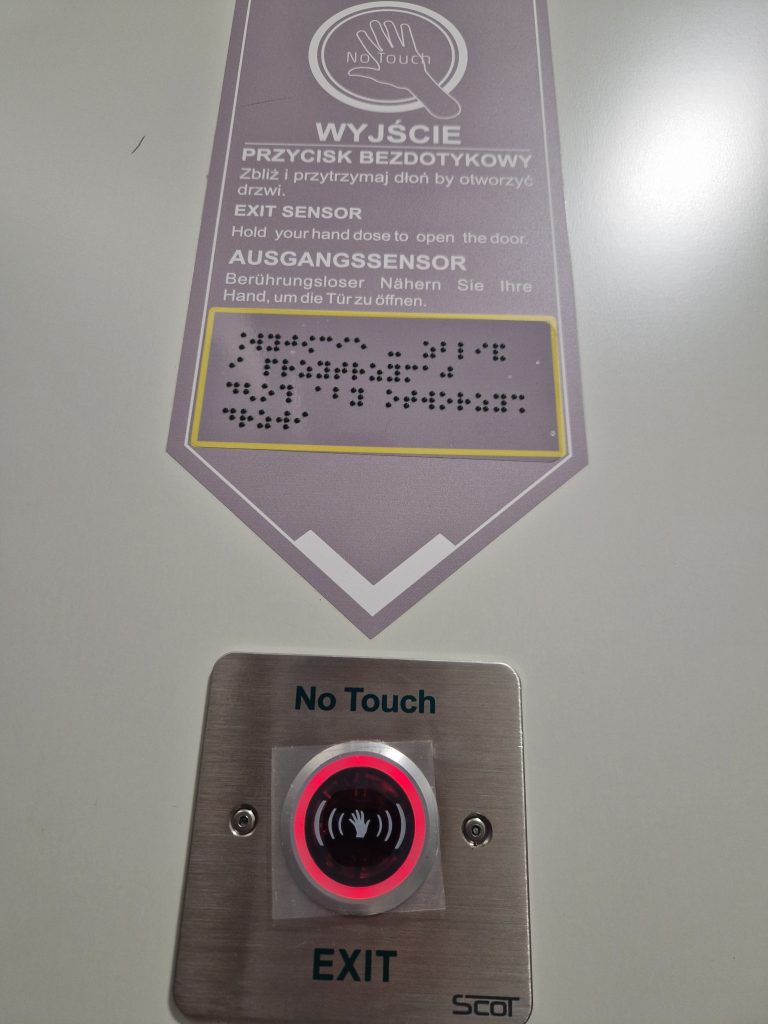 No Touch
WYJŚCIE
PRZYCISK BEZDOTYKOWY
Zbliż i przytrzymaj dłoń by otworzyć
drzwi.
EXIT SENSOR
Hold your hand dose to open the door.
AUSGANGSSENSOR
Berührungsloser Nähern Sie Ihre
Hand, um die Tür zu öffnen.
No Touch
EXIT
SCOT